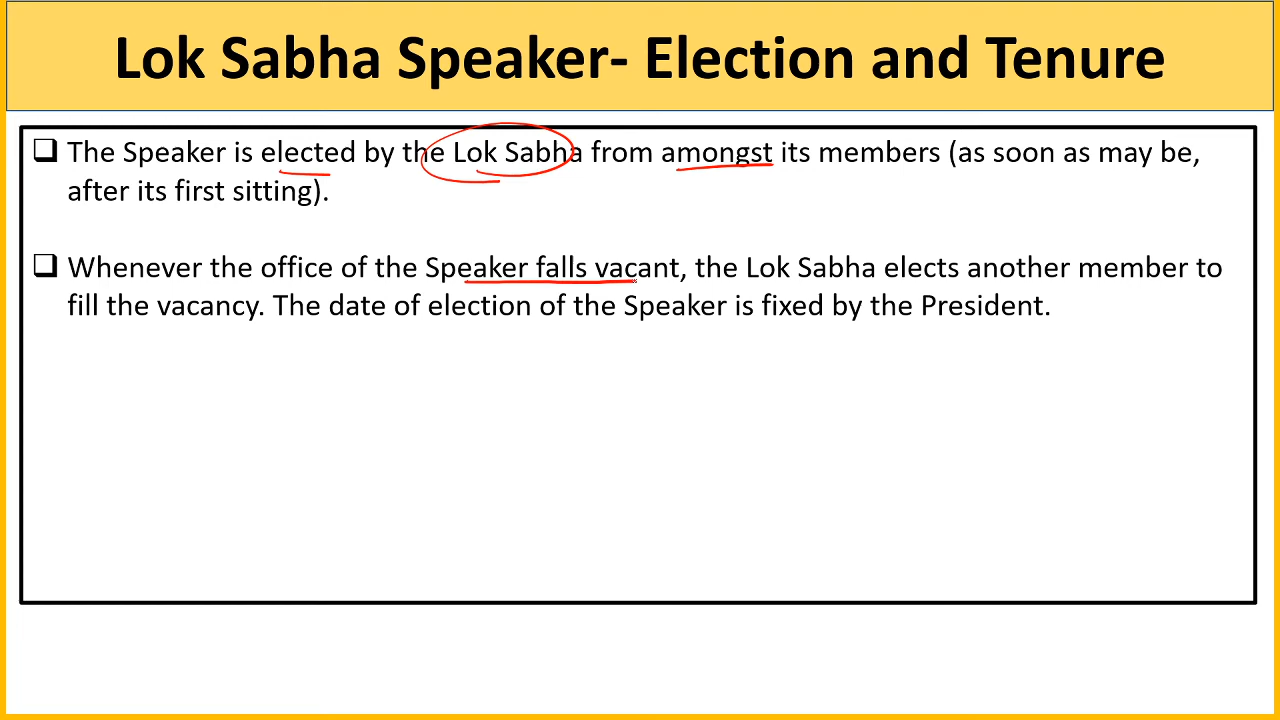 Lok Sabha Speaker- Election and Tenure
The Speaker is elected by the Lok Sabha from amongst its members (as soon as may be,
after its first sitting).
Whenever the office of the Speaker falls vacant, the Lok Sabha elects another member to
fill the vacancy. The date of election of the Speaker is fixed by the President.